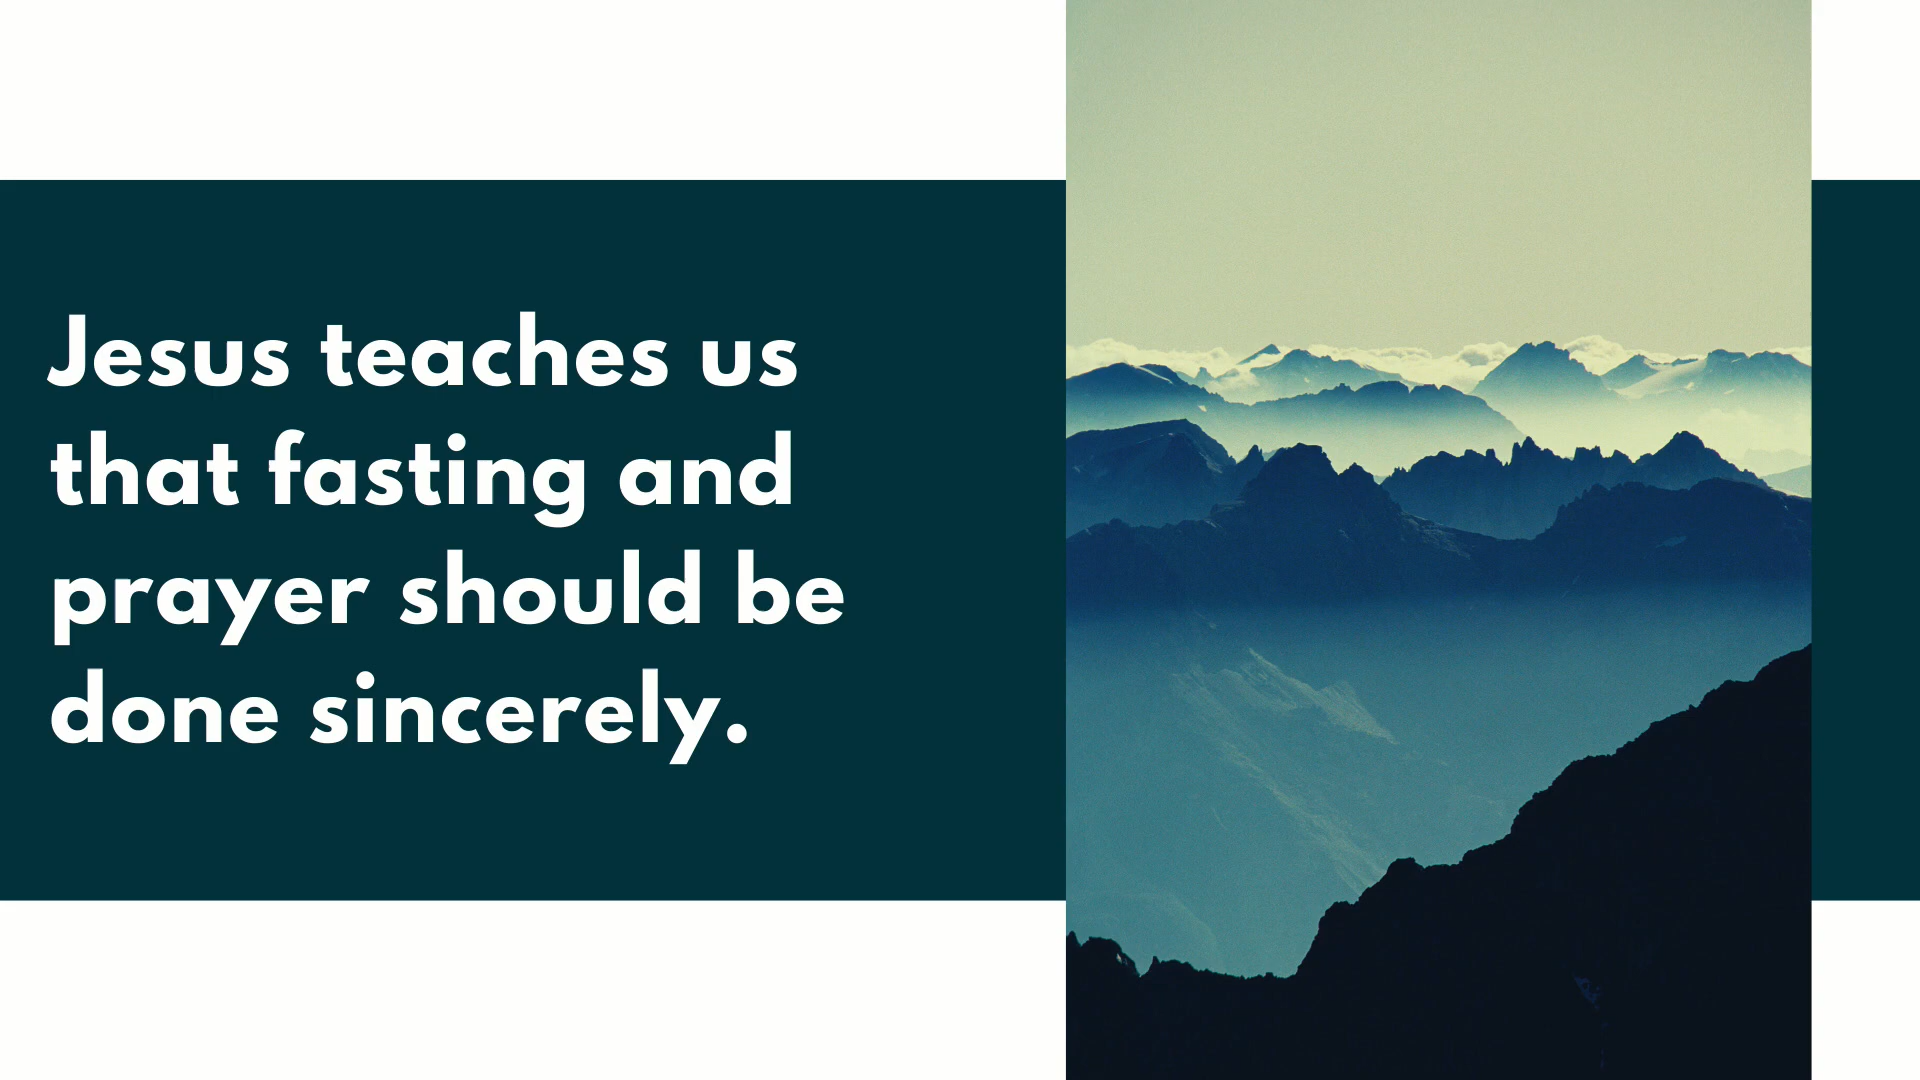 Jesus teaches us
that fasting and
prayer should be
done sincerely.